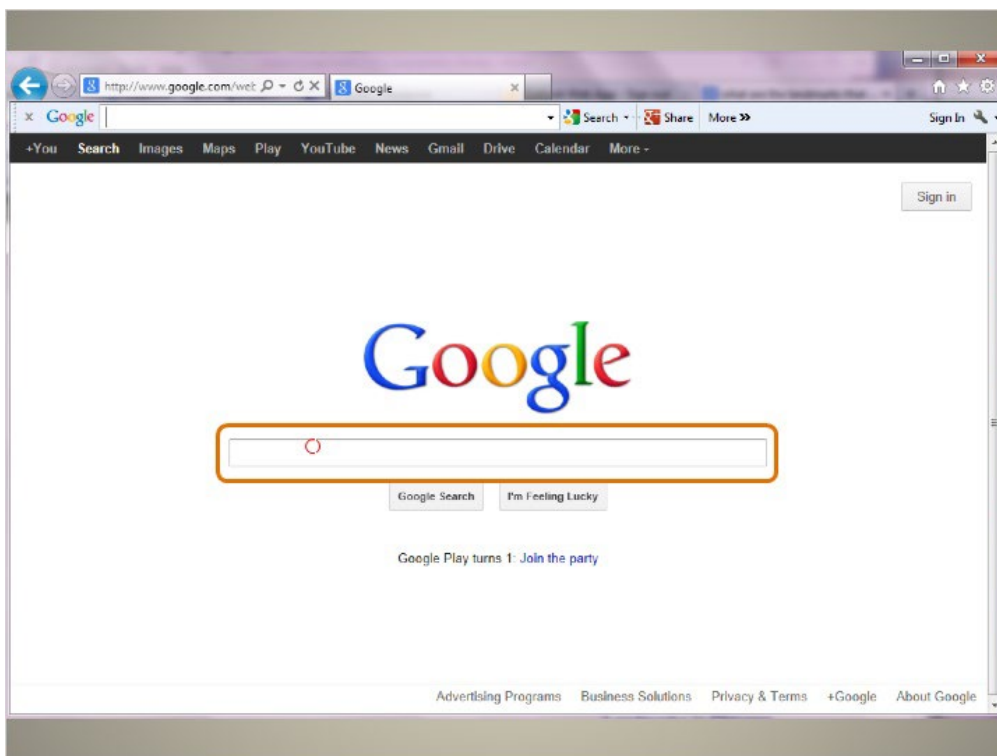 http://www.google.com/wel Google
Google Search Share More » Sign In
+You Search Images Maps Play YouTube News Gmail Drive Calendar More
Sign in
Google
Google Search I'm Feeling Lucky
Google Play turns 1: Join the party
Advertising Programs Business Solutions Privacy & Terms +Google About Google